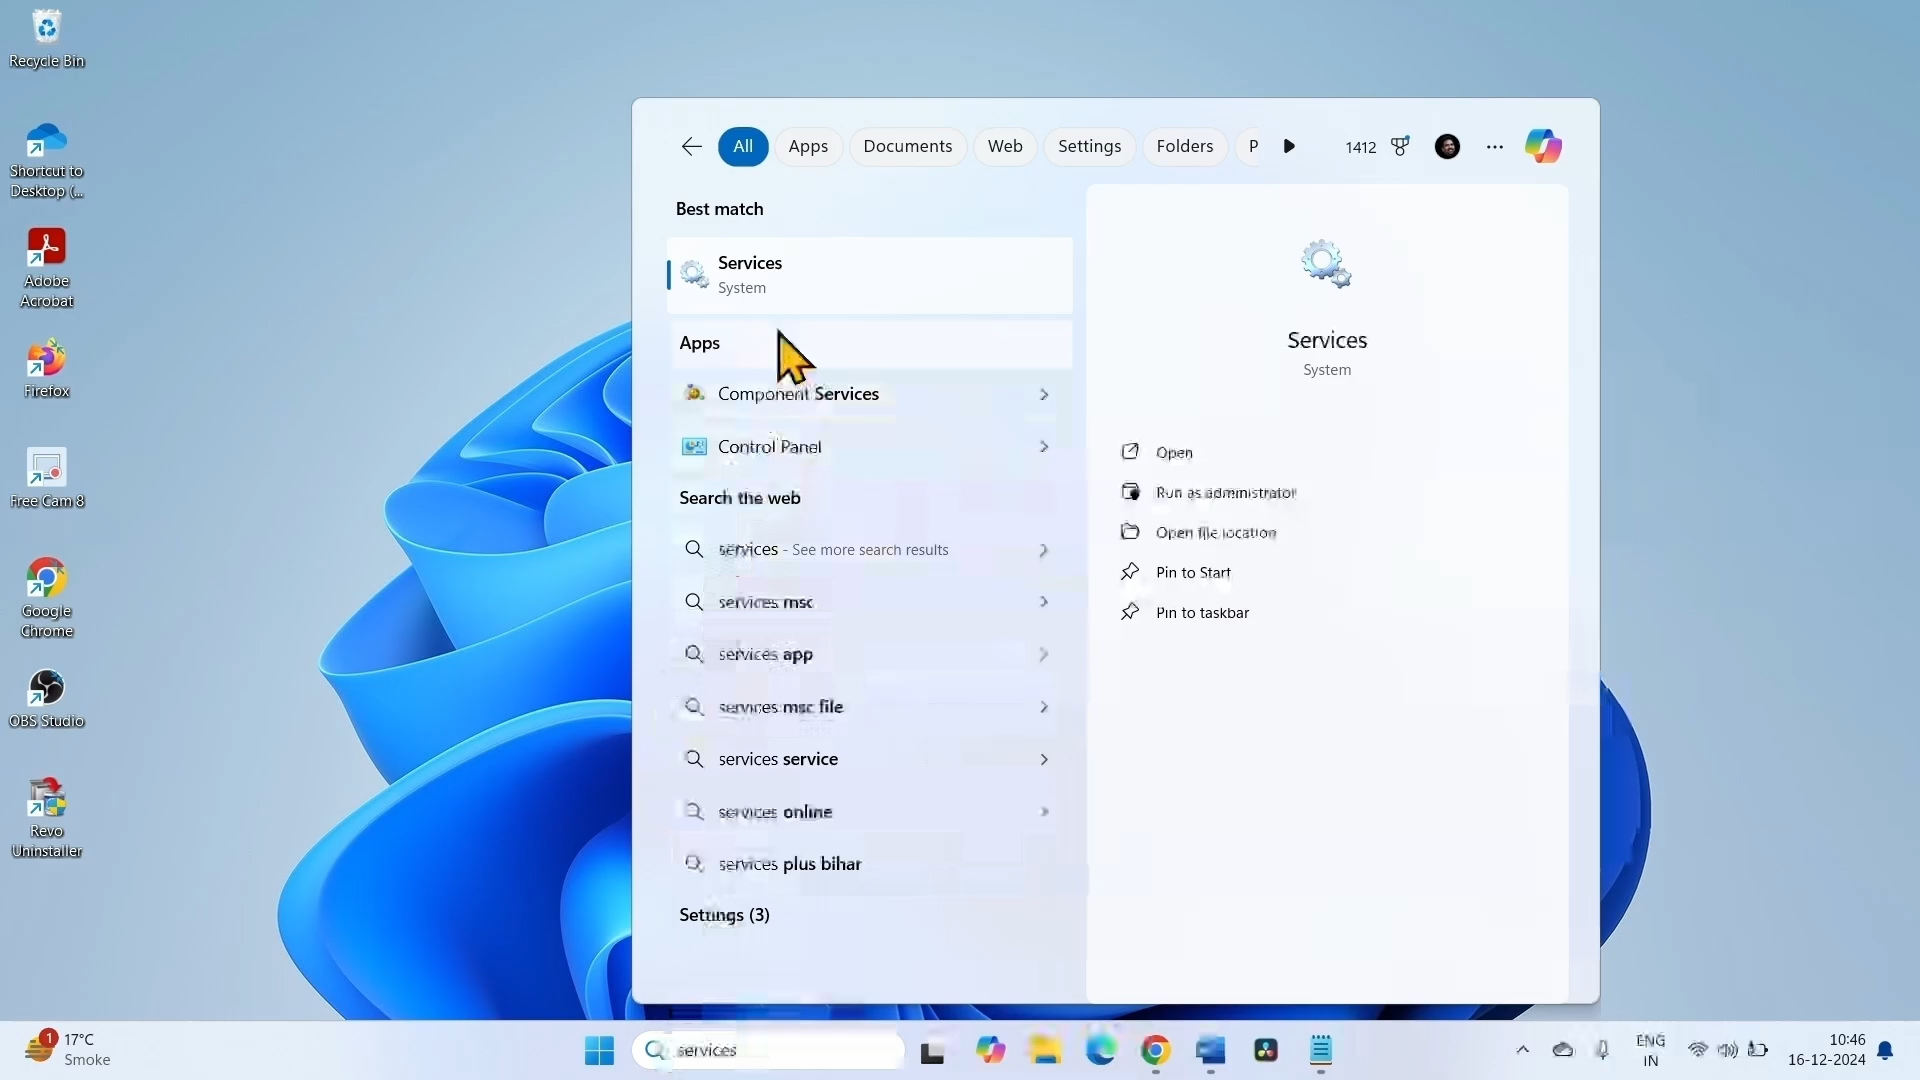 Recycle Bin
Shortcut to
Desktop (...
Adobe
Acrobat
Firefox
Free Cam 8
Google
Chrome
OBS Studio
Revo
Uninstaller
All
Apps
Documents
Web
Settings
Folders
P
1412
Best match
Services
System
Apps
Component Services
Control Panel
Search the web
services - See more search results
services msc
services app
services msc file
services service
services online
services plus bihar
Settings (3)
Services
System
Open
Run as administrator
Open file location
Pin to Start
Pin to taskbar
1
17°C
Smoke
services
ENG
IN
10:46
16-12-2024